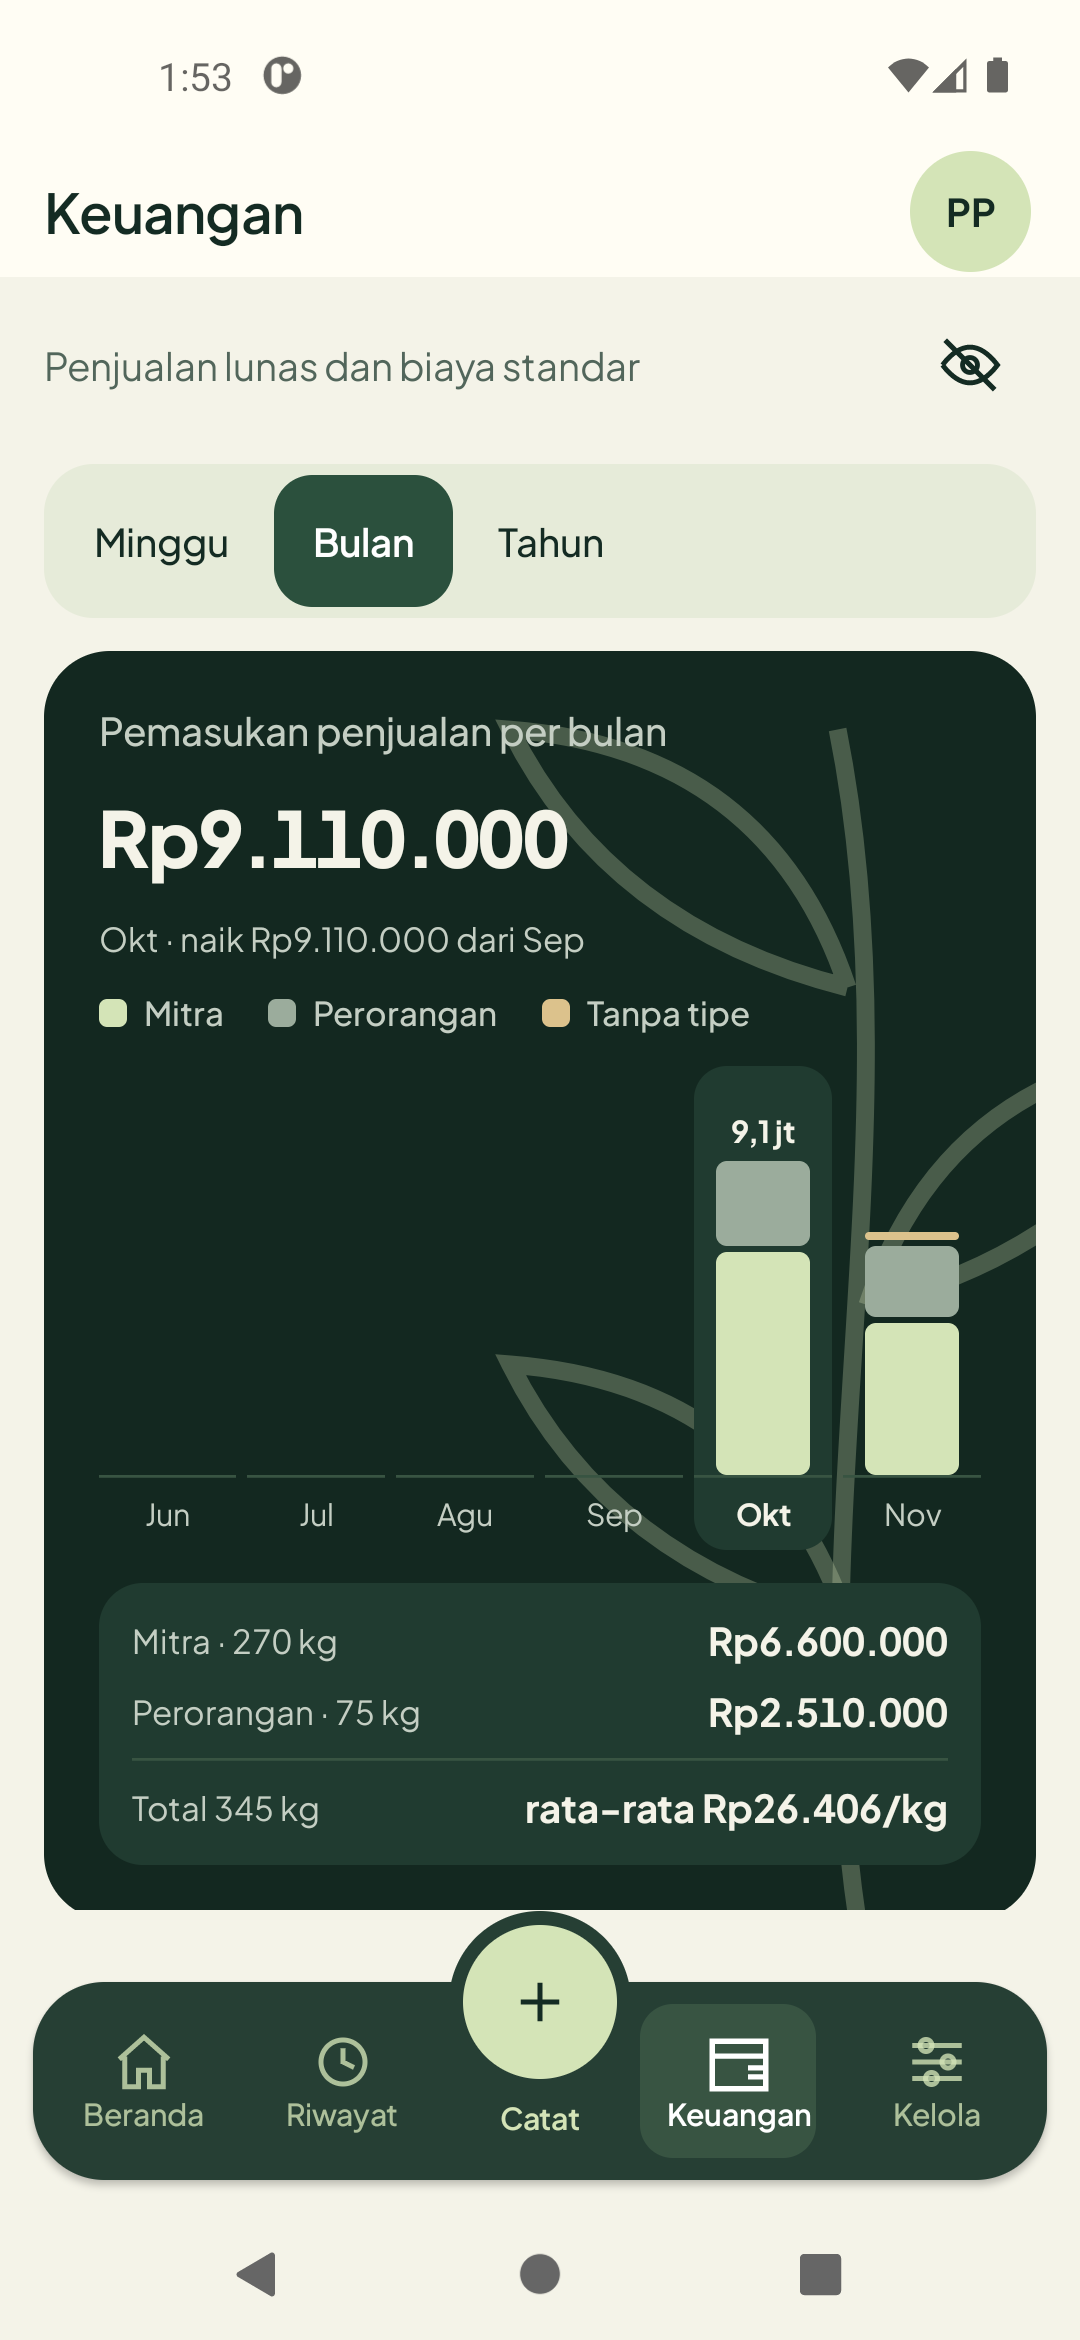 1:53
Keuangan
PP
Penjualan lunas dan biaya standar
Minggu Bulan Tahun
Pemasukan penjualan per bulan
Rp9.110.000
Okt · naik Rp9.110.000 dari Sep
Mitra Perorangan Tanpa tipe
9,1 jt
Jun Jul Agu Sep Okt Nov
Mitra · 270 kg Rp6.600.000
Perorangan · 75 kg Rp2.510.000
Total 345 kg rata-rata Rp26.406/kg
Beranda Riwayat Catat Keuangan Kelola